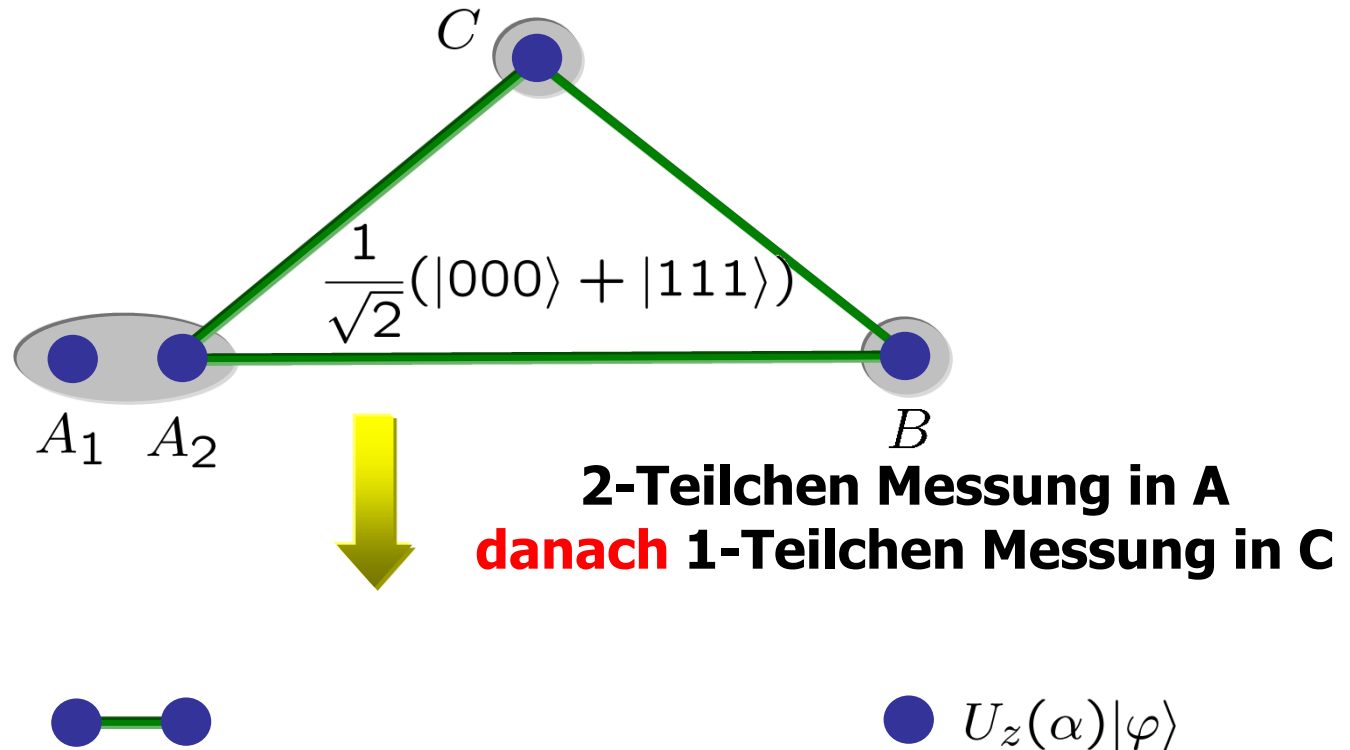 C
1/√2(|000⟩ + |111⟩)
A₁ A₂
B
2-Teilchen Messung in A
danach 1-Teilchen Messung in C
U_z(α)|φ⟩